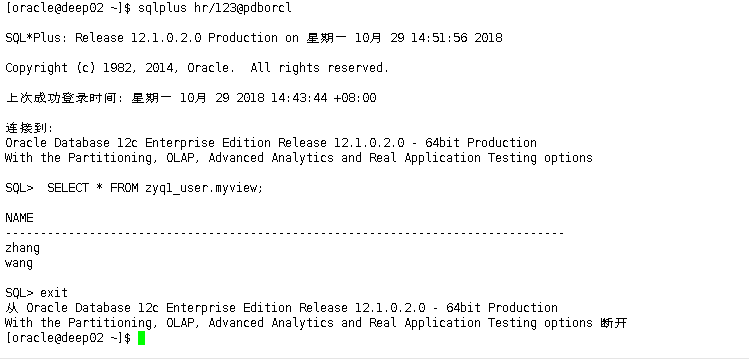 [oracle@deep02 ~]$ sqlplus hr/123@pdborcl
SQL*Plus: Release 12.1.0.2.0 Production on 星期一 10月 29 14:51:56 2018
Copyright (c) 1982, 2014, Oracle.  All rights reserved.
上次成功登录时间: 星期一 10月 29 2018 14:43:44 +08:00
连接到:
Oracle Database 12c Enterprise Edition Release 12.1.0.2.0 - 64bit Production
With the Partitioning, OLAP, Advanced Analytics and Real Application Testing options
SQL>  SELECT * FROM zyq1_user.myview;
NAME
--------------------------------------------------------------------------------
zhang
wang
SQL> exit
从 Oracle Database 12c Enterprise Edition Release 12.1.0.2.0 - 64bit Production
With the Partitioning, OLAP, Advanced Analytics and Real Application Testing options 断开
[oracle@deep02 ~]$